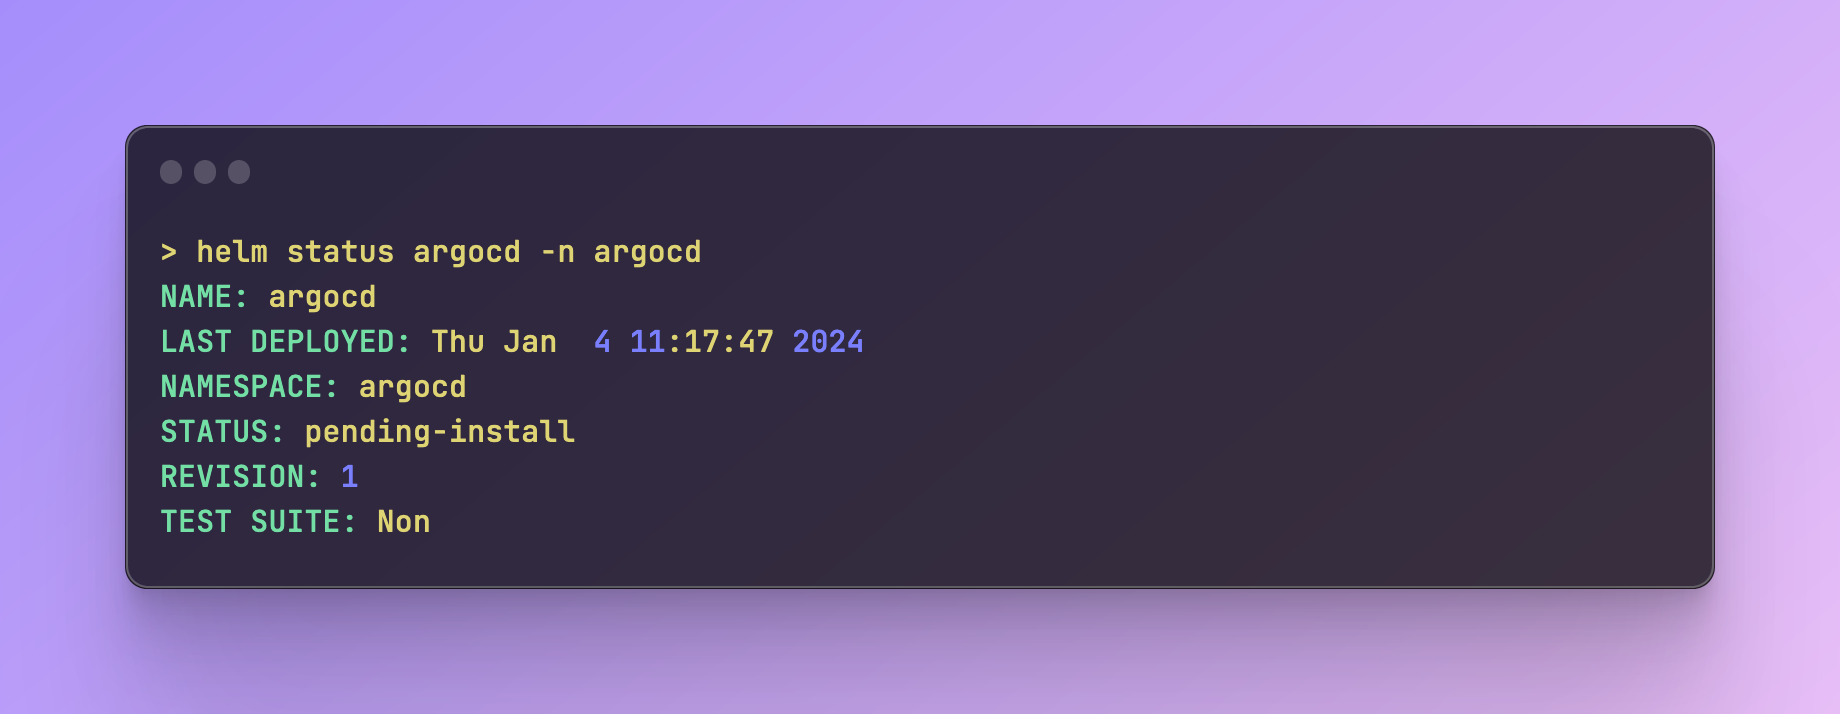 > helm status argocd -n argocd
NAME: argocd
LAST DEPLOYED: Thu Jan  4 11:17:47 2024
NAMESPACE: argocd
STATUS: pending-install
REVISION: 1
TEST SUITE: Non